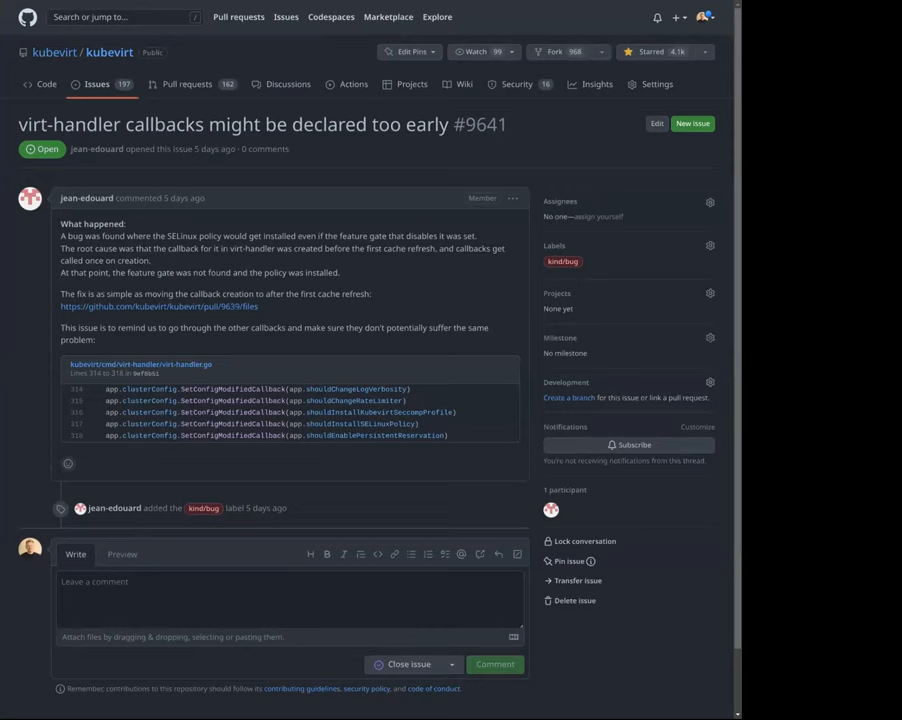 Search or jump to...
/
Pull requests
Issues
Codespaces
Marketplace
Explore
kubevirt / kubevirt
Public
Edit Pins
Watch 99
Fork 968
Starred 4.1k
Code
Issues 197
Pull requests 162
Discussions
Actions
Projects
Wiki
Security 16
Insights
Settings
virt-handler callbacks might be declared too early #9641
Edit
New issue
Open
jean-edouard opened this issue 5 days ago · 0 comments
jean-edouard commented 5 days ago
Member
What happened:
A bug was found where the SELinux policy would get installed even if the feature gate that disables it was set.
The root cause was that the callback for it in virt-handler was created before the first cache refresh, and callbacks get
called once on creation.
At that point, the feature gate was not found and the policy was installed.
The fix is as simple as moving the callback creation to after the first cache refresh:
https://github.com/kubevirt/kubevirt/pull/9639/files
This issue is to remind us to go through the other callbacks and make sure they don't potentially suffer the same
problem:
kubevirt/cmd/virt-handler/virt-handler.go
Lines 314 to 318 in 9ef8b51
314 app.clusterConfig.SetConfigModifiedCallback(app.shouldChangeLogVerbosity)
315 app.clusterConfig.SetConfigModifiedCallback(app.shouldChangeRateLimiter)
316 app.clusterConfig.SetConfigModifiedCallback(app.shouldInstallKubevirtSeccompProfile)
317 app.clusterConfig.SetConfigModifiedCallback(app.shouldInstallSELinuxPolicy)
318 app.clusterConfig.SetConfigModifiedCallback(app.shouldEnablePersistentReservation)
jean-edouard added the kind/bug label 5 days ago
Write
Preview
Leave a comment
Attach files by dragging & dropping, selecting or pasting them.
Close issue
Comment
Remember, contributions to this repository should follow its contributing guidelines, security policy, and code of conduct.
Assignees
No one—assign yourself
Labels
kind/bug
Projects
None yet
Milestone
No milestone
Development
Create a branch for this issue or link a pull request.
Notifications
Customize
Subscribe
You're not receiving notifications from this thread.
1 participant
Lock conversation
Pin issue
Transfer issue
Delete issue